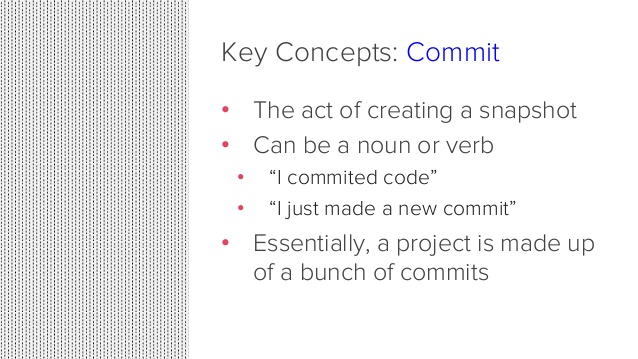 Key Concepts: Commit
• The act of creating a snapshot
• Can be a noun or verb
• “I commited code”
• “I just made a new commit”
• Essentially, a project is made up
of a bunch of commits